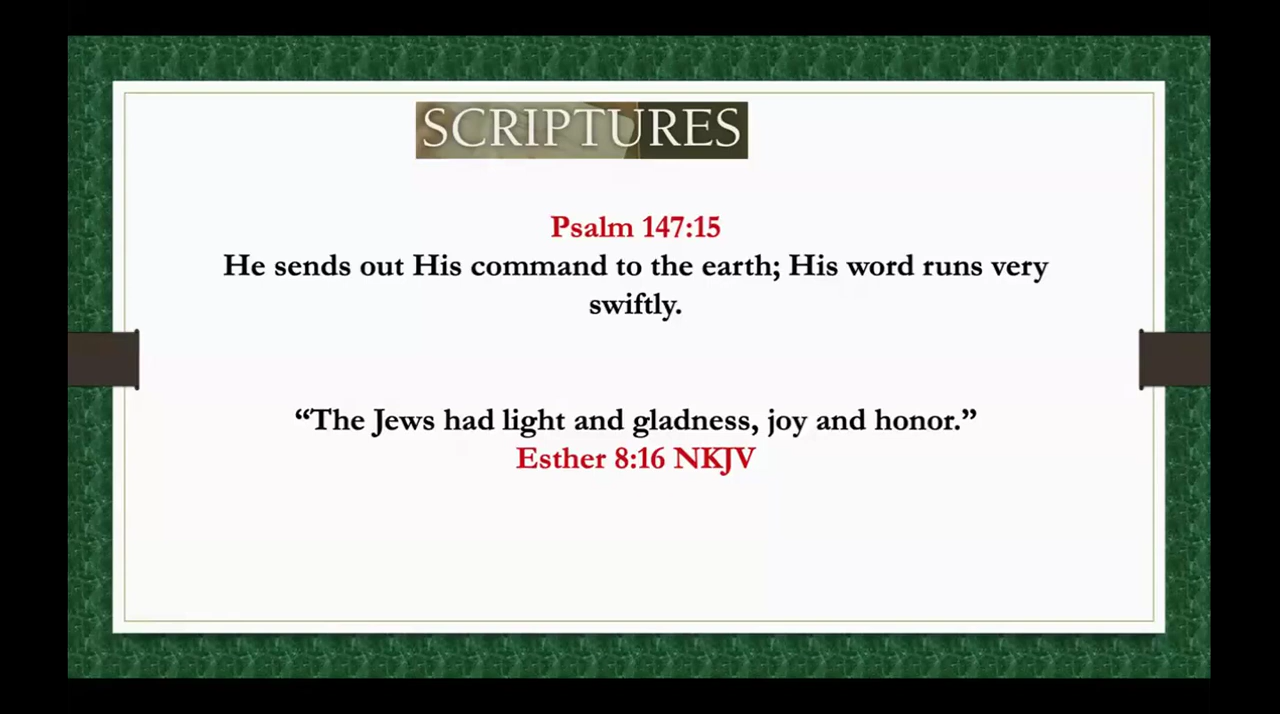 SCRIPTURES
Psalm 147:15
He sends out His command to the earth; His word runs very
swiftly.
“The Jews had light and gladness, joy and honor.”
Esther 8:16 NKJV